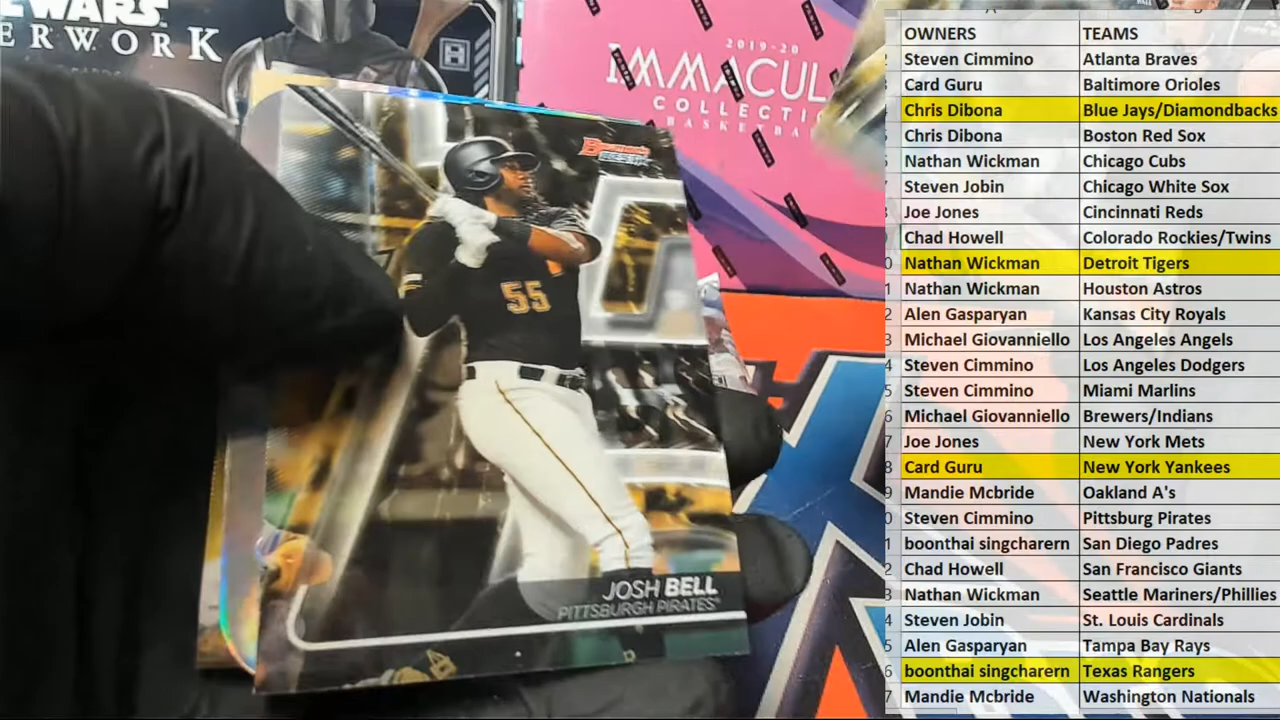 WARS
ERWORK
2019-20
IMMACUL
COLLECTIO
BASKETBA
Bowman's
BEST
55
JOSH BELL
PITTSBURGH PIRATES
OWNERS TEAMS
Steven Cimmino Atlanta Braves
Card Guru Baltimore Orioles
Chris Dibona Blue Jays/Diamondbacks
Chris Dibona Boston Red Sox
Nathan Wickman Chicago Cubs
Steven Jobin Chicago White Sox
Joe Jones Cincinnati Reds
Chad Howell Colorado Rockies/Twins
Nathan Wickman Detroit Tigers
Nathan Wickman Houston Astros
Alen Gasparyan Kansas City Royals
Michael Giovanniello Los Angeles Angels
Steven Cimmino Los Angeles Dodgers
Steven Cimmino Miami Marlins
Michael Giovanniello Brewers/Indians
Joe Jones New York Mets
Card Guru New York Yankees
Mandie Mcbride Oakland A's
Steven Cimmino Pittsburg Pirates
boonthai singcharern San Diego Padres
Chad Howell San Francisco Giants
Nathan Wickman Seattle Mariners/Phillies
Steven Jobin St. Louis Cardinals
Alen Gasparyan Tampa Bay Rays
boonthai singcharern Texas Rangers
Mandie Mcbride Washington Nationals